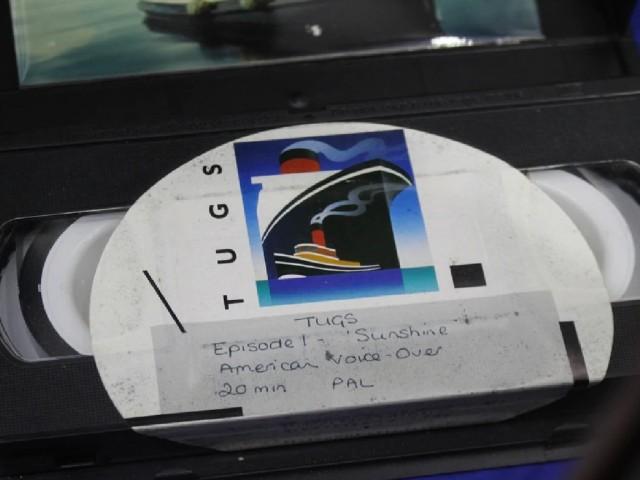 TUGS
TUGS
Episode 1 - 'Sunshine'
American Voice-Over
20 min PAL